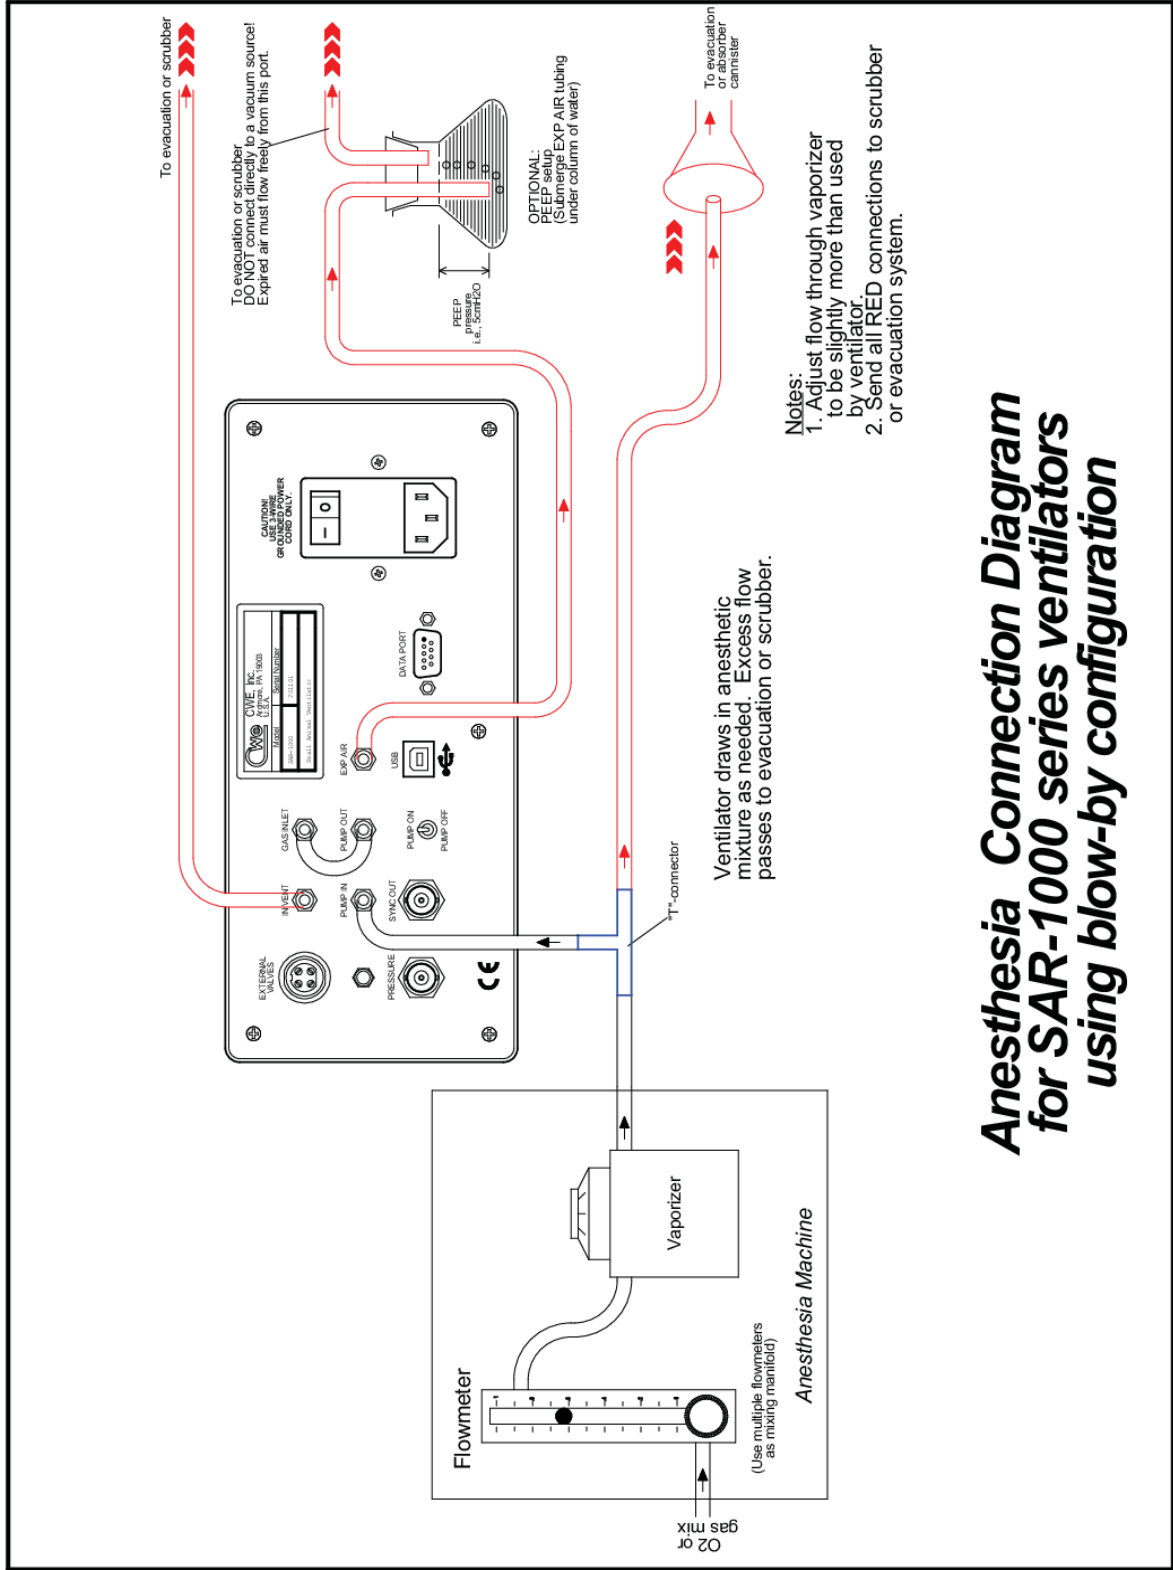 To evacuation or scrubber
To evacuation or scrubber
DO NOT connect directly to a vacuum source!
Expired air must flow freely from this port.
OPTIONAL:
PEEP setup
(Submerge EXP AIR tubing
under column of water)
PEEP
pressure
i.e., 5cmH2O
To evacuation
or absorber
cannister
CAUTION!
USE 3-WIRE
GROUNDED POWER
CORD ONLY.
CWE
CWE, Inc.
Ardmore, PA 19003
U.S.A.
Model
Serial Number
SAR-1000
Small Animal Ventilator
EXTERNAL
VALVES
IN VENT
GAS INLET
PUMP IN
PUMP OUT
EXP AIR
DATA PORT
PRESSURE
SYNC OUT
PUMP ON
PUMP OFF
USB
CE
"T"-connector
Ventilator draws in anesthetic
mixture as needed. Excess flow
passes to evacuation or scrubber.
Notes:
1. Adjust flow through vaporizer
to be slightly more than used
by ventilator.
2. Send all RED connections to scrubber
or evacuation system.
Flowmeter
Vaporizer
(Use multiple flowmeters
as mixing manifold)
Anesthesia Machine
O2 or
gas mix
Anesthesia Connection Diagram
for SAR-1000 series ventilators
using blow-by configuration